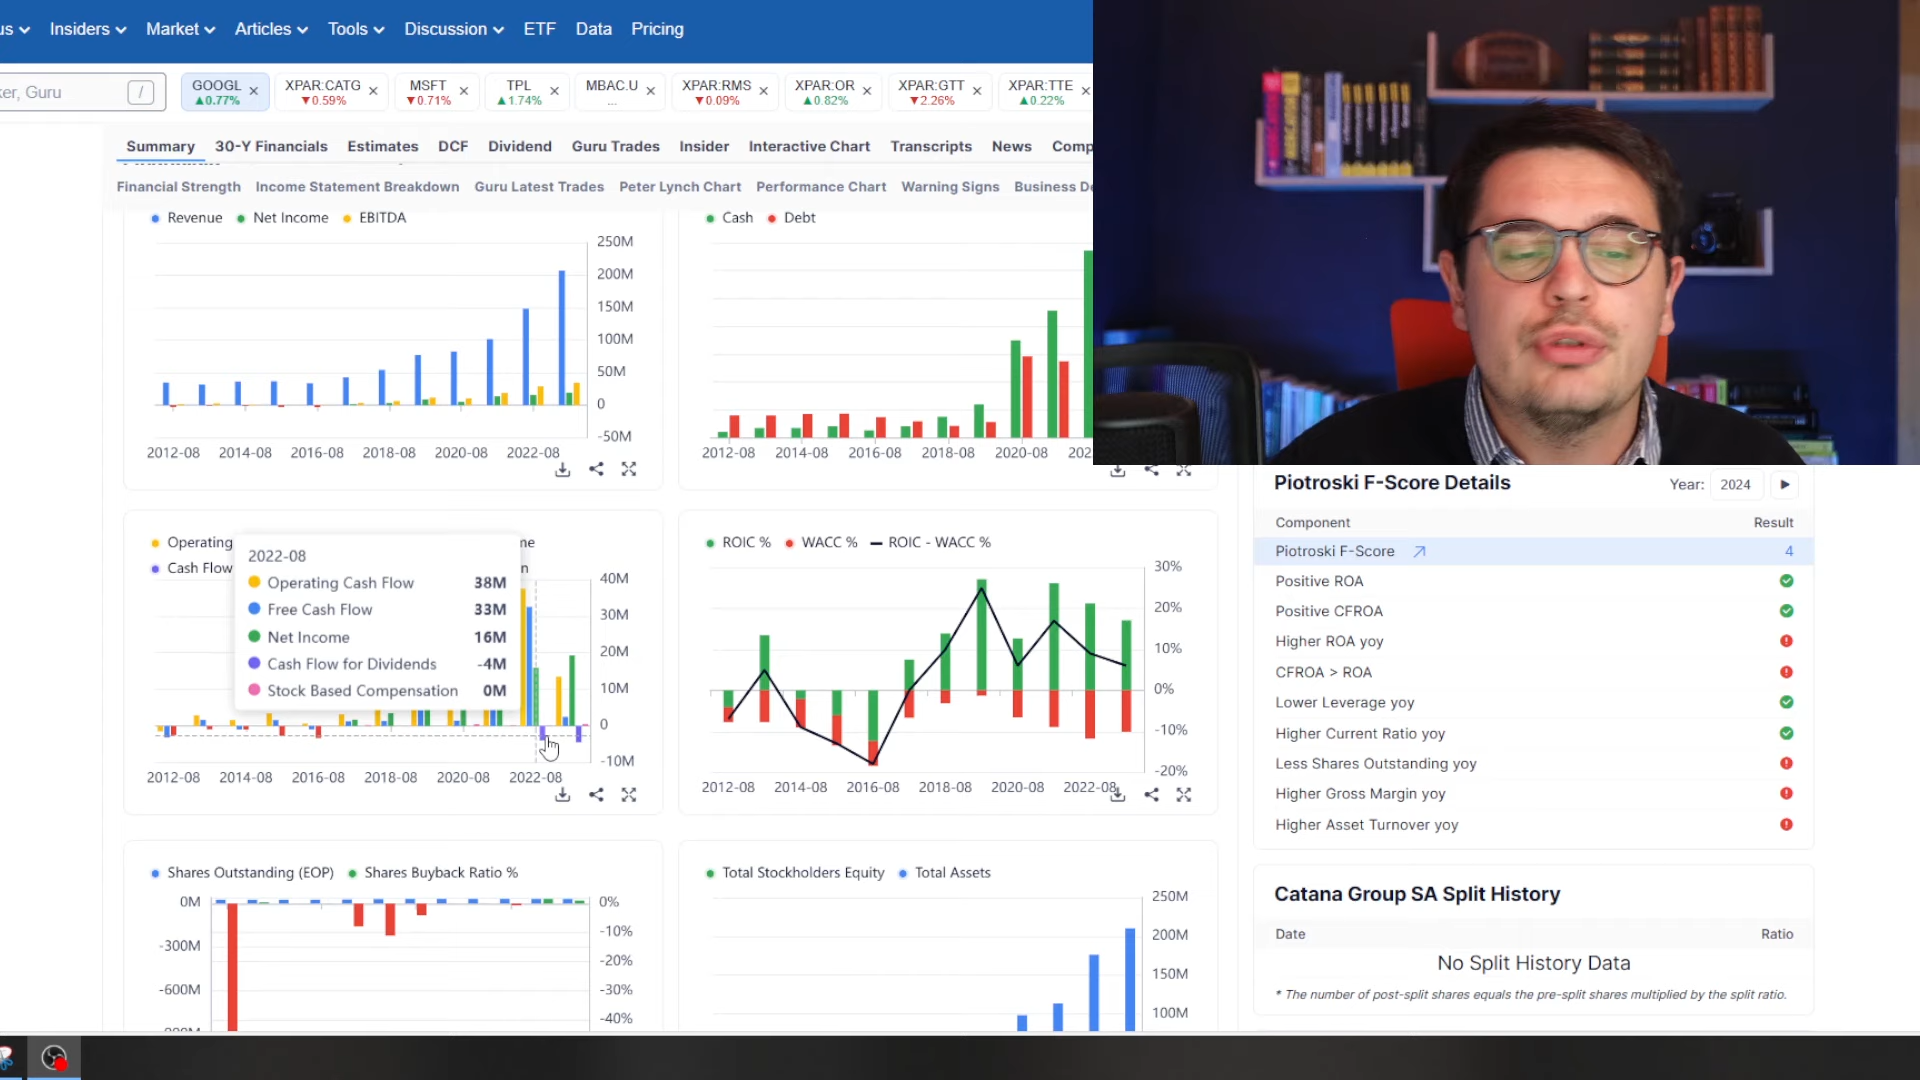 us Insiders Market Articles Tools Discussion ETF Data Pricing
ker, Guru /
GOOGL XPAR:CATG MSFT TPL MBAC.U XPAR:RMS XPAR:OR XPAR:GTT XPAR:TTE
▲0.77% ▼0.59% ▼0.71% ▲1.74% ... ▼0.09% ▲0.82% ▼2.26% ▲0.22%
Summary 30-Y Financials Estimates DCF Dividend Guru Trades Insider Interactive Chart Transcripts News Comp
Financial Strength Income Statement Breakdown Guru Latest Trades Peter Lynch Chart Performance Chart Warning Signs Business De
Revenue Net Income EBITDA
250M
200M
150M
100M
50M
0
-50M
2012-08 2014-08 2016-08 2018-08 2020-08 2022-08
Cash Debt
2012-08 2014-08 2016-08 2018-08 2020-08 202
Operating me
Cash Flow n
2022-08
Operating Cash Flow 38M
Free Cash Flow 33M
Net Income 16M
Cash Flow for Dividends -4M
Stock Based Compensation 0M
40M
30M
20M
10M
0
-10M
2012-08 2014-08 2016-08 2018-08 2020-08 2022-08
ROIC % WACC % ROIC - WACC %
30%
20%
10%
0%
-10%
-20%
2012-08 2014-08 2016-08 2018-08 2020-08 2022-08
Shares Outstanding (EOP) Shares Buyback Ratio %
0M 0%
-10%
-300M
-20%
-600M -30%
-40%
Total Stockholders Equity Total Assets
250M
200M
150M
100M
Piotroski F-Score Details Year: 2024
Component Result
Piotroski F-Score 4
Positive ROA
Positive CFROA
Higher ROA yoy
CFROA > ROA
Lower Leverage yoy
Higher Current Ratio yoy
Less Shares Outstanding yoy
Higher Gross Margin yoy
Higher Asset Turnover yoy
Catana Group SA Split History
Date Ratio
No Split History Data
* The number of post-split shares equals the pre-split shares multiplied by the split ratio.